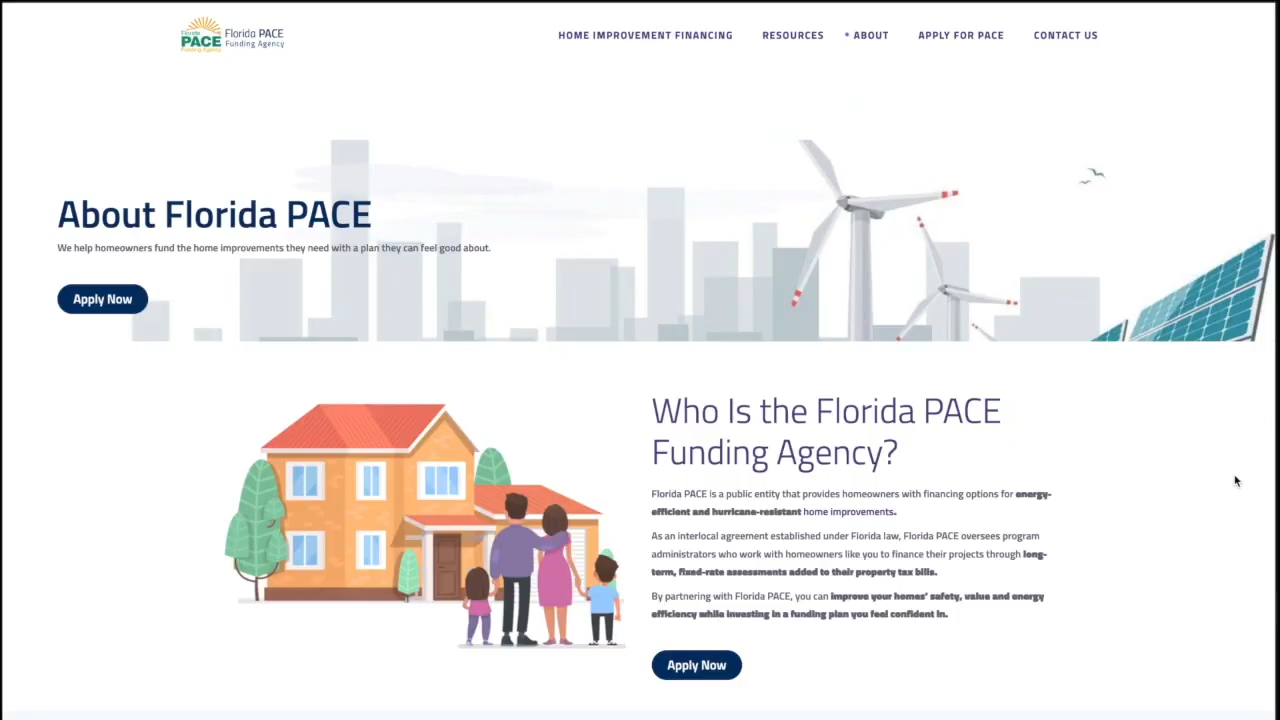 Florida
PACE
Funding Agency
Florida PACE
Funding Agency
HOME IMPROVEMENT FINANCING
RESOURCES
ABOUT
APPLY FOR PACE
CONTACT US
About Florida PACE
We help homeowners fund the home improvements they need with a plan they can feel good about.
Apply Now
Who Is the Florida PACE
Funding Agency?
Florida PACE is a public entity that provides homeowners with financing options for energy-
efficient and hurricane-resistant home improvements.
As an interlocal agreement established under Florida law, Florida PACE oversees program
administrators who work with homeowners like you to finance their projects through long-
term, fixed-rate assessments added to their property tax bills.
By partnering with Florida PACE, you can improve your homes' safety, value and energy
efficiency while investing in a funding plan you feel confident in.
Apply Now